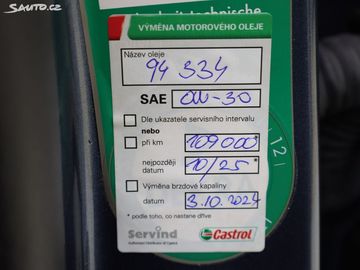 Sauto.cz
technische
VÝMĚNA MOTOROVÉHO OLEJE
Název oleje
94 334
SAE 0W-30
Dle ukazatele servisního intervalu
nebo
při km 109000*
nejpozději
datum 10/25*
Výměna brzdové kapaliny
datum 3.10.2024
* podle toho, co nastane dříve
Servind
Castrol
12